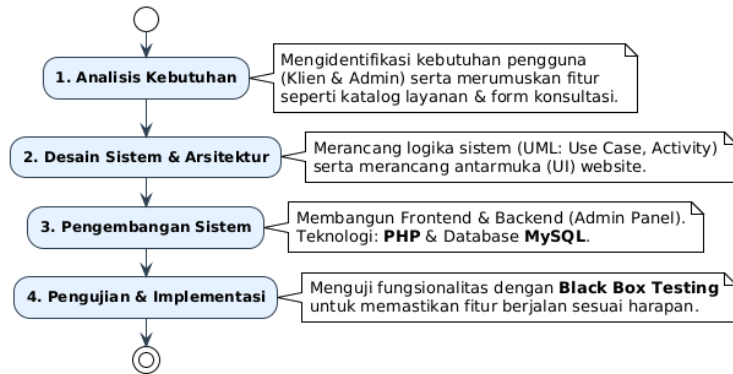 1. Analisis Kebutuhan
Mengidentifikasi kebutuhan pengguna
(Klien & Admin) serta merumuskan fitur
seperti katalog layanan & form konsultasi.
2. Desain Sistem & Arsitektur
Merancang logika sistem (UML: Use Case, Activity)
serta merancang antarmuka (UI) website.
3. Pengembangan Sistem
Membangun Frontend & Backend (Admin Panel).
Teknologi: PHP & Database MySQL.
4. Pengujian & Implementasi
Menguji fungsionalitas dengan Black Box Testing
untuk memastikan fitur berjalan sesuai harapan.